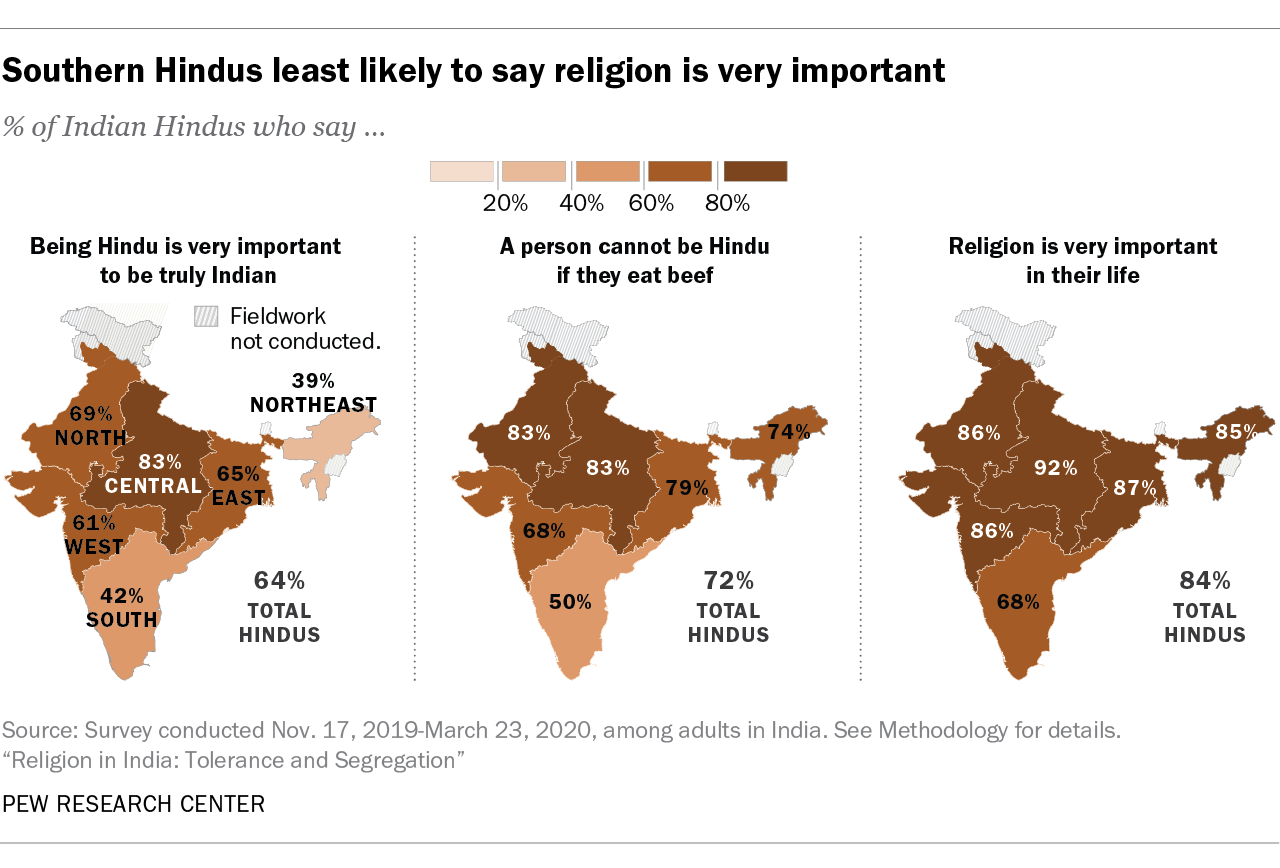 Southern Hindus least likely to say religion is very important
% of Indian Hindus who say ...
20% 40% 60% 80%
Being Hindu is very important
to be truly Indian
Fieldwork
not conducted.
39%
NORTHEAST
69%
NORTH
83%
CENTRAL
65%
EAST
61%
WEST
42%
SOUTH
64%
TOTAL
HINDUS
A person cannot be Hindu
if they eat beef
83%
74%
83%
79%
68%
50%
72%
TOTAL
HINDUS
Religion is very important
in their life
86%
85%
92%
87%
86%
68%
84%
TOTAL
HINDUS
Source: Survey conducted Nov. 17, 2019-March 23, 2020, among adults in India. See Methodology for details.
“Religion in India: Tolerance and Segregation”
PEW RESEARCH CENTER